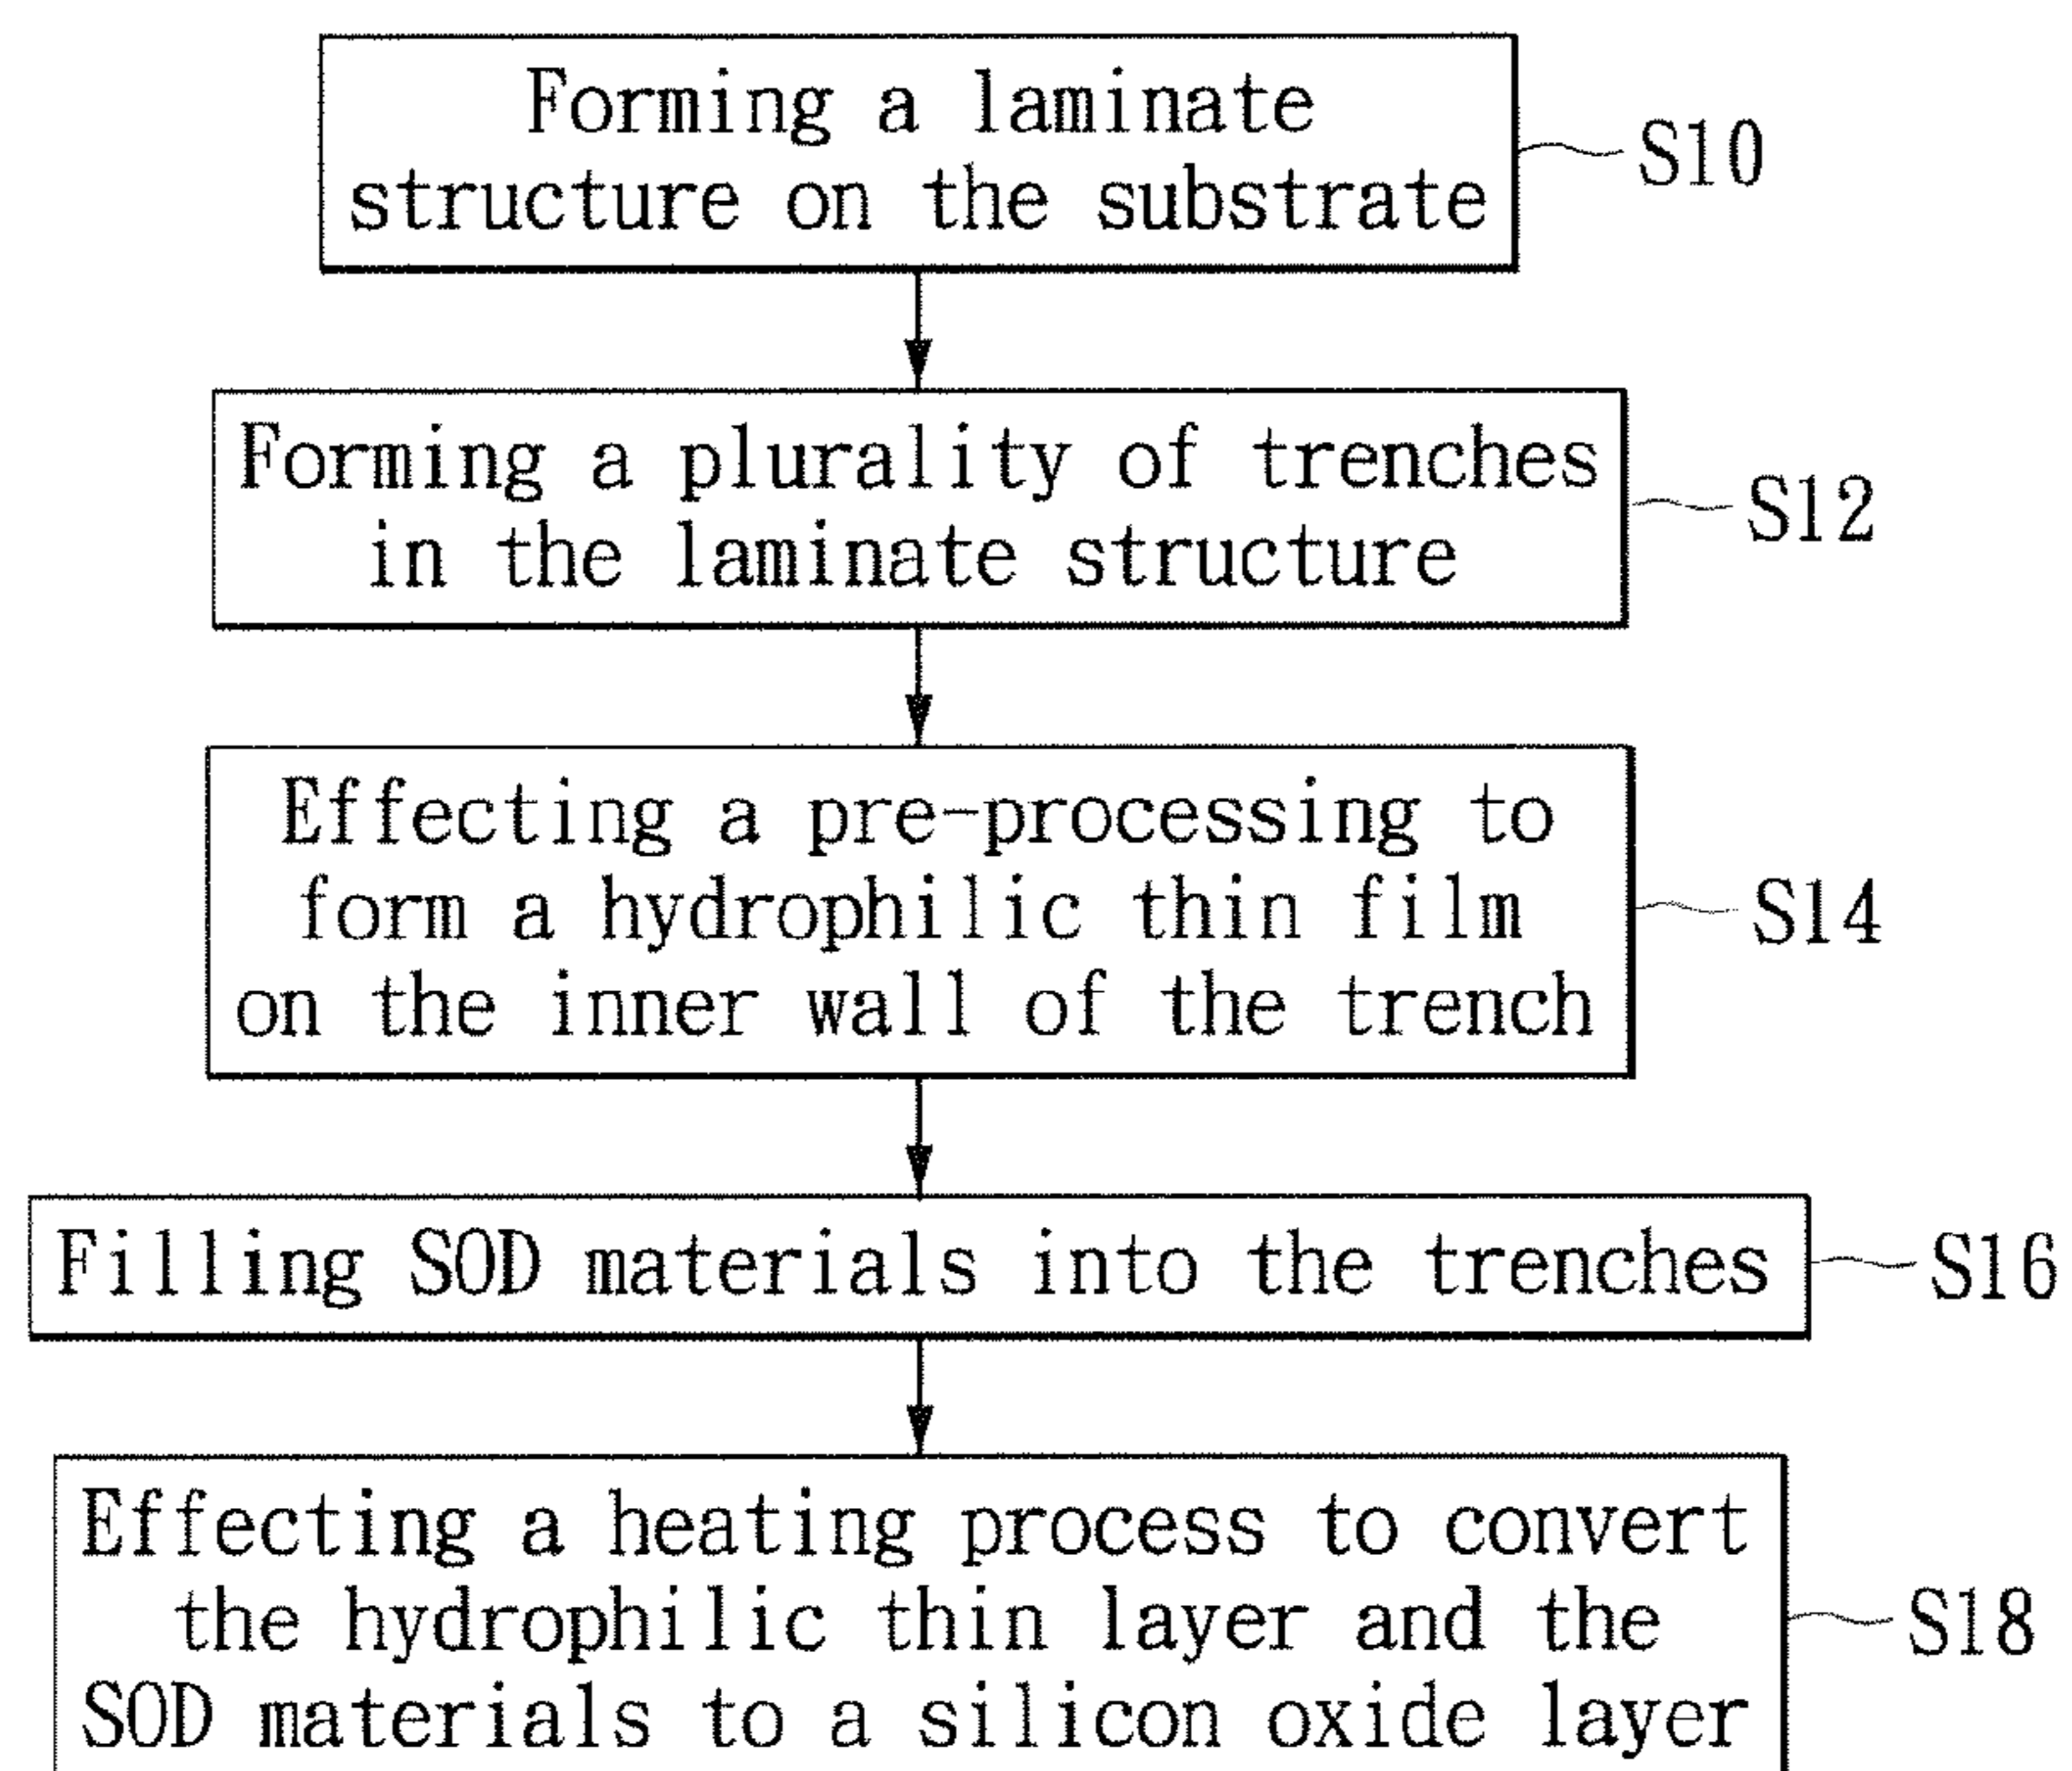 Forming a laminate
structure on the substrate
S10
Forming a plurality of trenches
in the laminate structure
S12
Effecting a pre-processing to
form a hydrophilic thin film
on the inner wall of the trench
S14
Filling SOD materials into the trenches
S16
Effecting a heating process to convert
the hydrophilic thin layer and the
SOD materials to a silicon oxide layer
S18